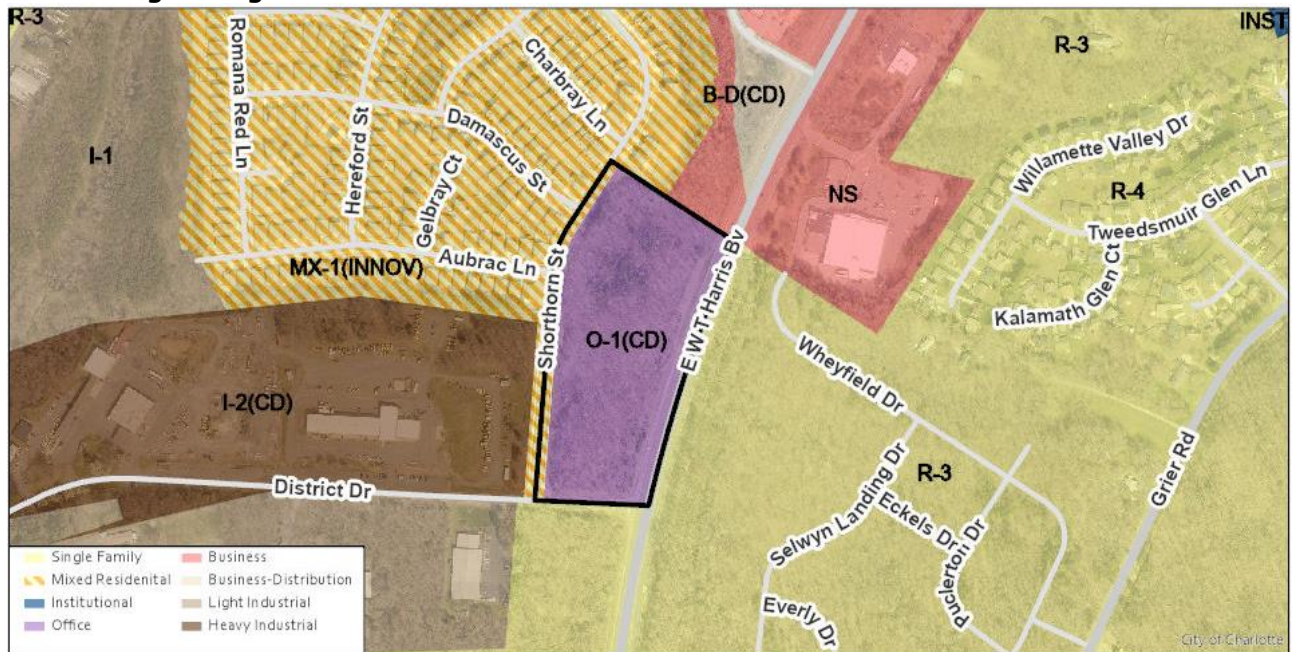 R-3
INST
R-3
Romana Red Ln
Charbray Ln
B-D(CD)
Hereford St
Damascus St
I-1
Willamette Valley Dr
R-4
Gelbray Ct
NS
Tweedsmuir Glen Ln
Aubrac Ln
MX-1(INNOV)
Shorthorn St
E W.T. Harris Bv
Kalamath Glen Ct
O-1(CD)
Wheyfield Dr
I-2(CD)
Grier Rd
R-3
District Dr
Selwyn Landing Dr
Eckels Dr
Everly Dr
Single Family
Business
Mixed Residenital
Business-Distribution
Institutional
Light Industrial
Office
Heavy Industrial
City of Charlotte